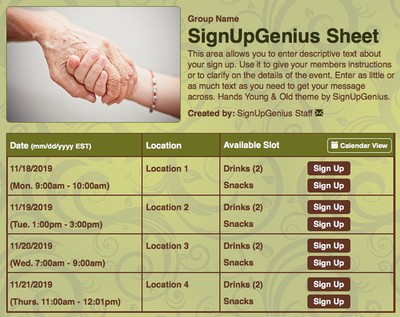 Group Name
SignUpGenius Sheet
This area allows you to enter descriptive text about
your sign up. Use it to give your members instructions
or to clarify on the details of the event. Enter as little or
as much text as you need to get your message
across. Hands Young & Old theme by SignUpGenius.
Created by: SignUpGenius Staff
Date (mm/dd/yyyy EST) Location Available Slot Calendar View
11/18/2019 Location 1 Drinks (2) Sign Up
(Mon. 9:00am - 10:00am) Snacks Sign Up
11/19/2019 Location 2 Drinks (2) Sign Up
(Tue. 1:00pm - 3:00pm) Snacks Sign Up
11/20/2019 Location 3 Drinks (2) Sign Up
(Wed. 7:00am - 9:00am) Snacks Sign Up
11/21/2019 Location 4 Drinks (2) Sign Up
(Thurs. 11:00am - 12:01pm) Snacks Sign Up